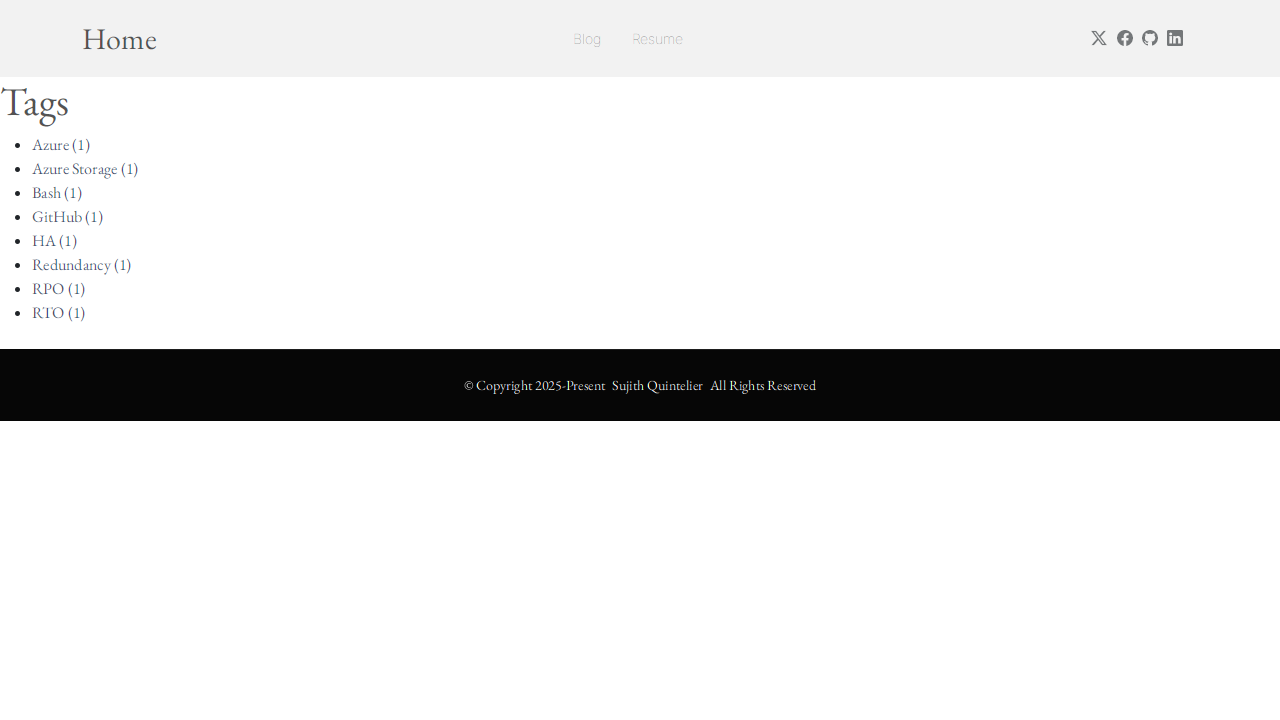 Home
Blog Resume
Tags
Azure (1)
Azure Storage (1)
Bash (1)
GitHub (1)
HA (1)
Redundancy (1)
RPO (1)
RTO (1)
© Copyright 2025-Present Sujith Quintelier All Rights Reserved